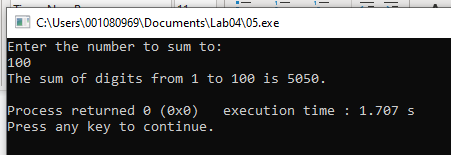 C:\Users\001080969\Documents\Lab04\05.exe
Enter the number to sum to:
100
The sum of digits from 1 to 100 is 5050.
Process returned 0 (0x0)   execution time : 1.707 s
Press any key to continue.